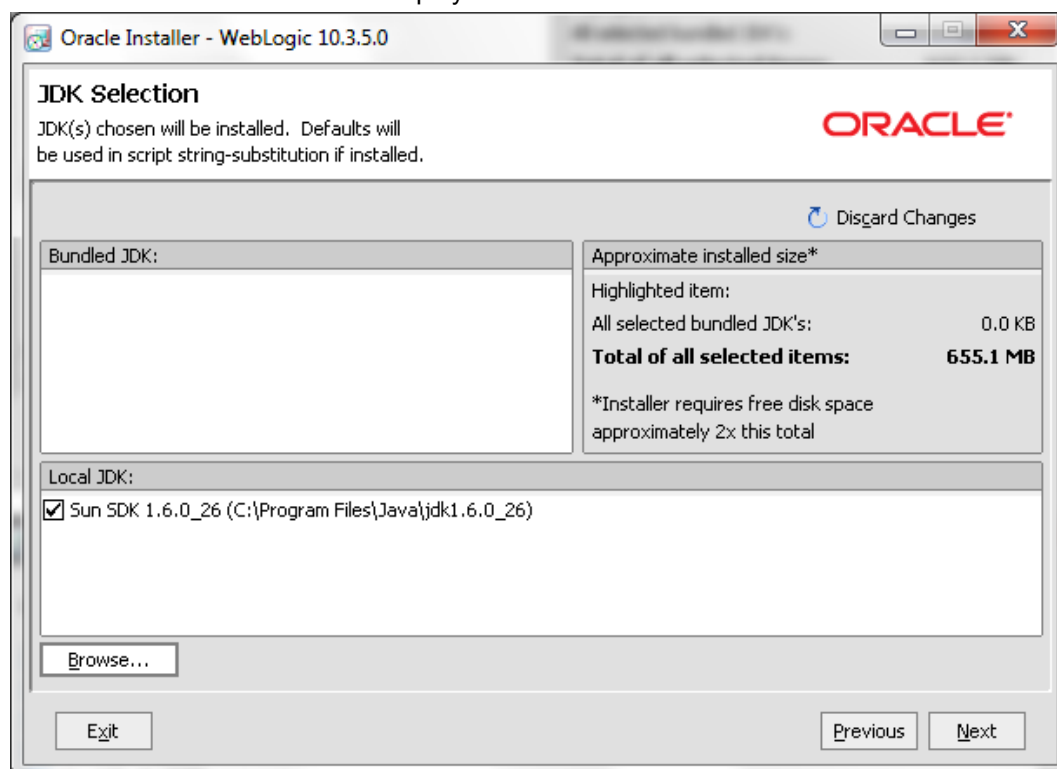 Oracle Installer - WebLogic 10.3.5.0
JDK Selection
JDK(s) chosen will be installed.  Defaults will
be used in script string-substitution if installed.
ORACLE
Discard Changes
Bundled JDK:
Approximate installed size*
Highlighted item:
All selected bundled JDK's: 0.0 KB
Total of all selected items: 655.1 MB
*Installer requires free disk space
approximately 2x this total
Local JDK:
Sun SDK 1.6.0_26 (C:\Program Files\Java\jdk1.6.0_26)
Browse...
Exit
Previous
Next